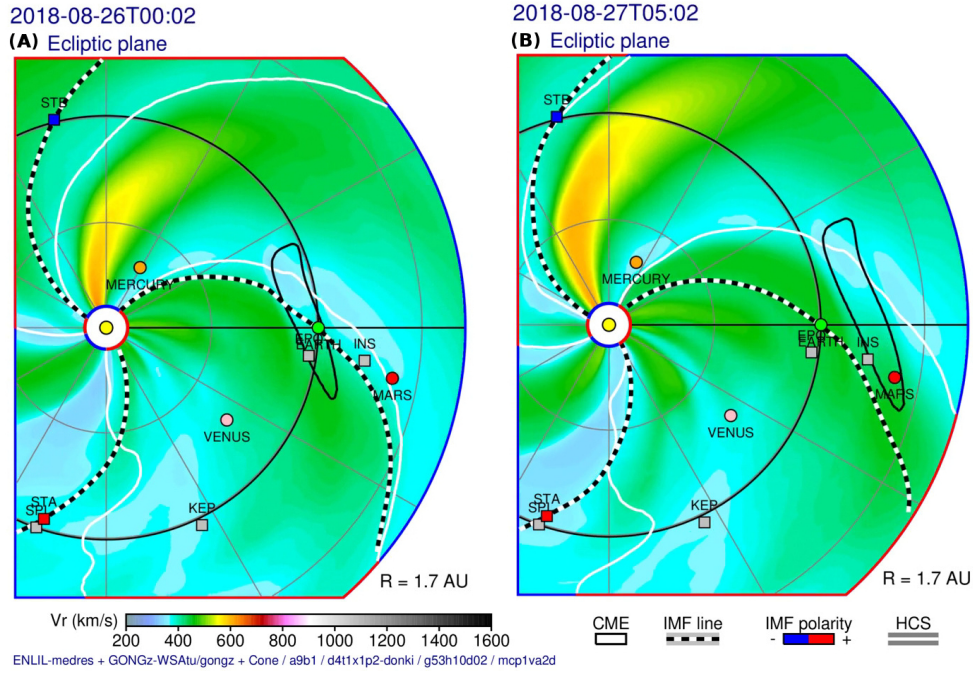 2018-08-26T00:02
(A) Ecliptic plane
STB
MERCURY
EARTH
INS
MARS
VENUS
STA
SPI
KEP
R = 1.7 AU
2018-08-27T05:02
(B) Ecliptic plane
STB
MERCURY
EARTH
INS
MARS
VENUS
STA
SPI
KEP
R = 1.7 AU
Vr (km/s)
200 400 600 800 1000 1200 1400 1600
CME
IMF line
IMF polarity
- +
HCS
ENLIL-medres + GONGz-WSAtu/gongz + Cone / a9b1 / d4t1x1p2-donki / g53h10d02 / mcp1va2d